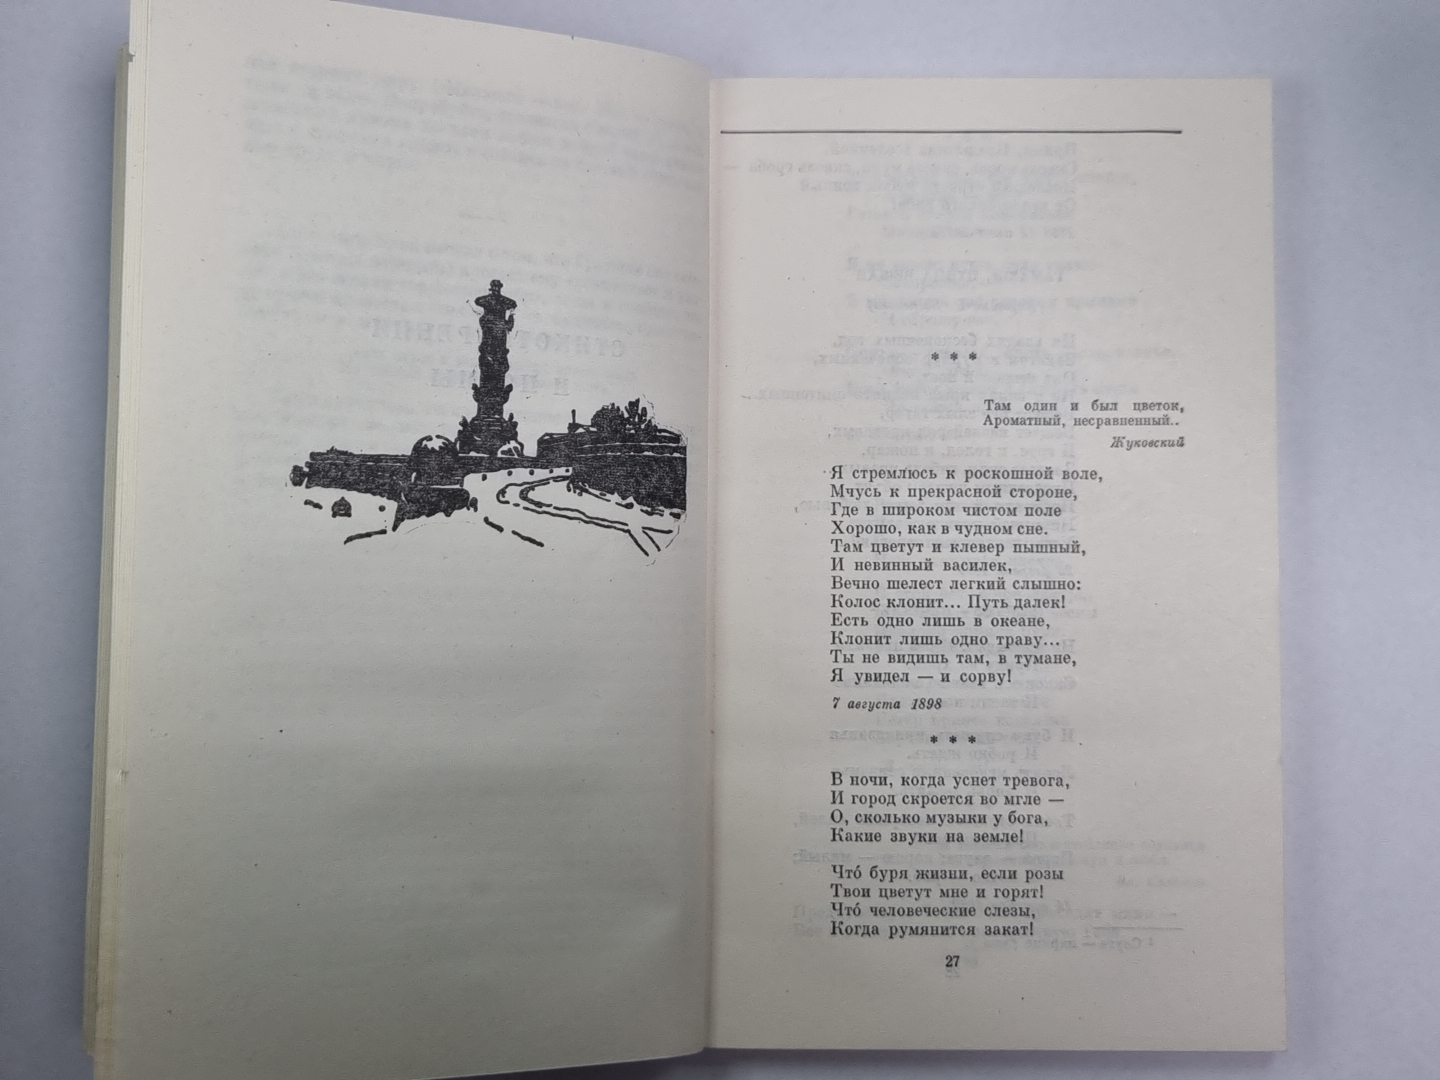 * * *
Там один и был цветок,
Ароматный, несравненный..
Жуковский
Я стремлюсь к роскошной воле,
Мчусь к прекрасной стороне,
Где в широком чистом поле
Хорошо, как в чудном сне.
Там цветут и клевер пышный,
И невинный василек,
Вечно шелест легкий слышно:
Колос клонит... Путь далек!
Есть одно лишь в океане,
Клонит лишь одно траву...
Ты не видишь там, в тумане,
Я увидел — и сорву!
7 августа 1898
* * *
В ночи, когда уснет тревога,
И город скроется во мгле —
О, сколько музыки у бога,
Какие звуки на земле!
Что́ буря жизни, если розы
Твои цветут мне и горят!
Что́ человеческие слезы,
Когда румянится закат!
27